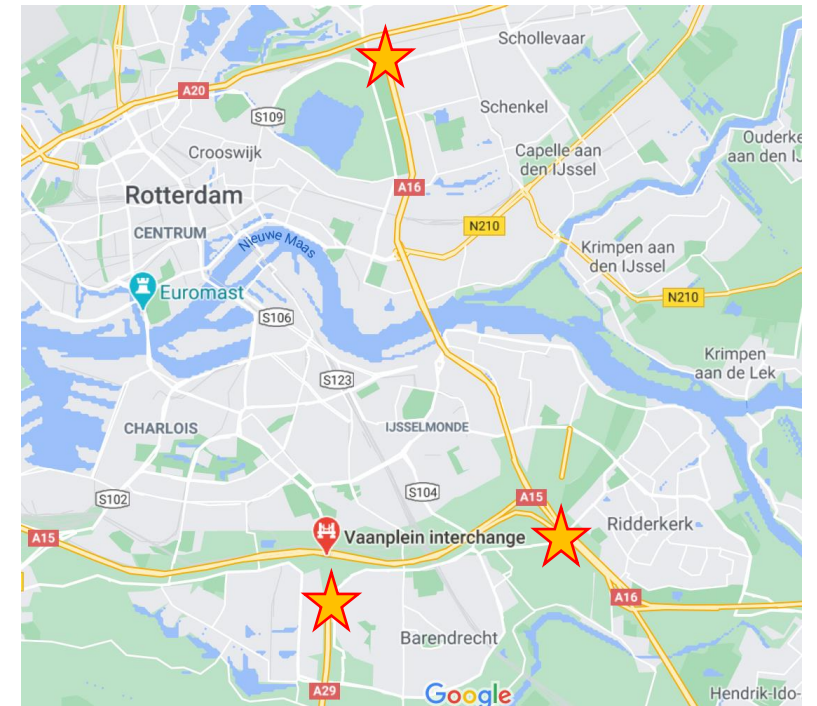 Schollevaar
A20
S109
Schenkel
Ouderke
aan den IJ
Crooswijk
Capelle aan
den IJssel
A16
Rotterdam
N210
CENTRUM
Nieuwe Maas
Krimpen aan
den IJssel
Euromast
N210
S106
Krimpen
aan de Lek
S123
CHARLOIS
IJSSELMONDE
S102
S104
A15
Ridderkerk
A15
Vaanplein interchange
A16
Barendrecht
A29
Google
Hendrik-Ido-